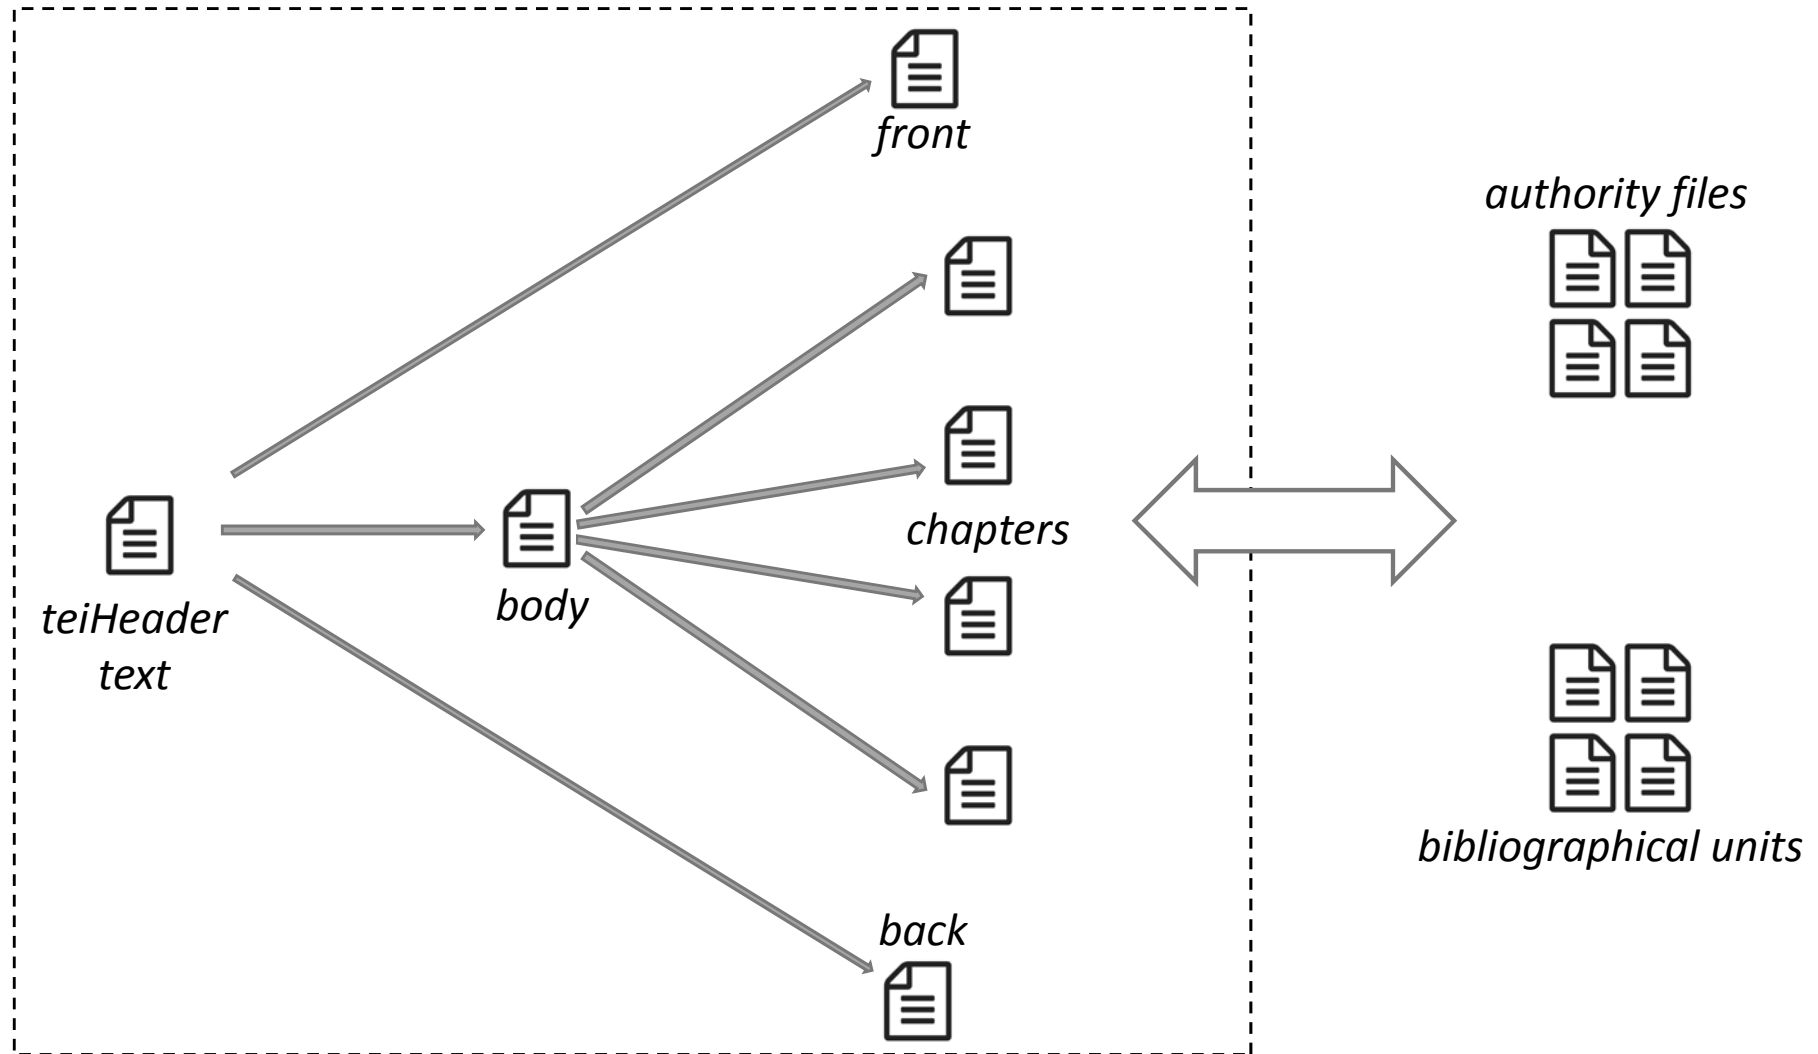 front
authority files
chapters
body
teiHeader
text
bibliographical units
back